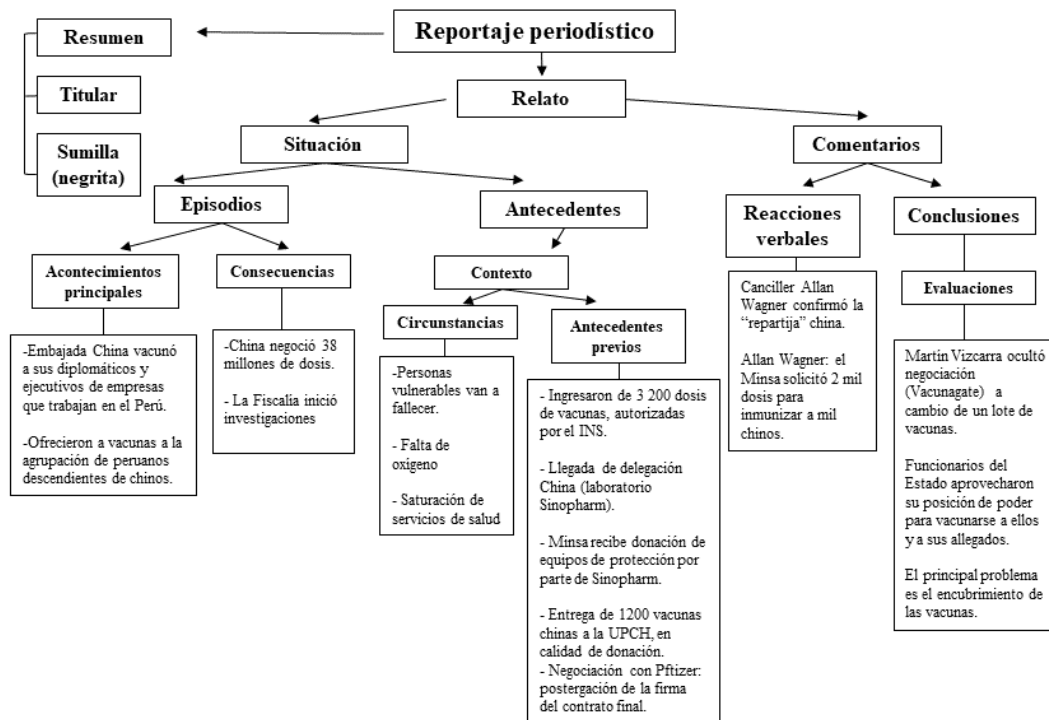 Reportaje periodístico
Resumen
Titular
Sumilla
(negrita)
Relato
Situación
Comentarios
Episodios
Antecedentes
Reacciones
verbales
Conclusiones
Acontecimientos
principales
Consecuencias
Contexto
Evaluaciones
Circunstancias
Antecedentes
previos
-Embajada China vacunó
a sus diplomáticos y
ejecutivos de empresas
que trabajan en el Perú.
-Ofrecieron a vacunas a la
agrupación de peruanos
descendientes de chinos.
-China negoció 38
millones de dosis.
- La Fiscalía inició
investigaciones
-Personas
vulnerables van a
fallecer.
- Falta de
oxígeno
- Saturación de
servicios de salud
- Ingresaron de 3 200 dosis
de vacunas, autorizadas
por el INS.
- Llegada de delegación
China (laboratorio
Sinopharm).
- Minsa recibe donación de
equipos de protección por
parte de Sinopharm.
- Entrega de 1200 vacunas
chinas a la UPCH, en
calidad de donación.
- Negociación con Pftizer:
postergación de la firma
del contrato final.
Canciller Allan
Wagner confirmó la
“repartija” china.
Allan Wagner: el
Minsa solicitó 2 mil
dosis para
inmunizar a mil
chinos.
Martin Vizcarra ocultó
negociación
(Vacunagate) a
cambio de un lote de
vacunas.
Funcionarios del
Estado aprovecharon
su posición de poder
para vacunarse a ellos
y a sus allegados.
El principal problema
es el encubrimiento de
las vacunas.